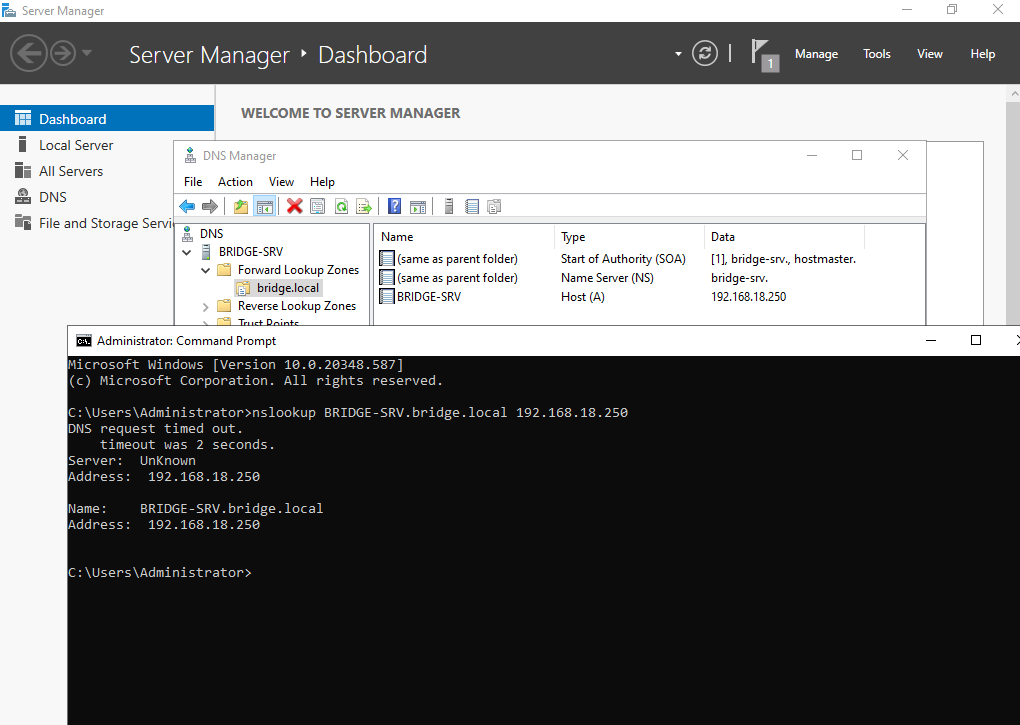 Server Manager
Server Manager ‣ Dashboard
1 Manage Tools View Help
Dashboard
Local Server
All Servers
DNS
File and Storage Servi
WELCOME TO SERVER MANAGER
DNS Manager
File Action View Help
DNS
BRIDGE-SRV
Forward Lookup Zones
bridge.local
Reverse Lookup Zones
Trust Points
Name Type Data
(same as parent folder) Start of Authority (SOA) [1], bridge-srv., hostmaster.
(same as parent folder) Name Server (NS) bridge-srv.
BRIDGE-SRV Host (A) 192.168.18.250
Administrator: Command Prompt
Microsoft Windows [Version 10.0.20348.587]
(c) Microsoft Corporation. All rights reserved.
C:\Users\Administrator>nslookup BRIDGE-SRV.bridge.local 192.168.18.250
DNS request timed out.
    timeout was 2 seconds.
Server:  UnKnown
Address:  192.168.18.250
Name:    BRIDGE-SRV.bridge.local
Address:  192.168.18.250
C:\Users\Administrator>